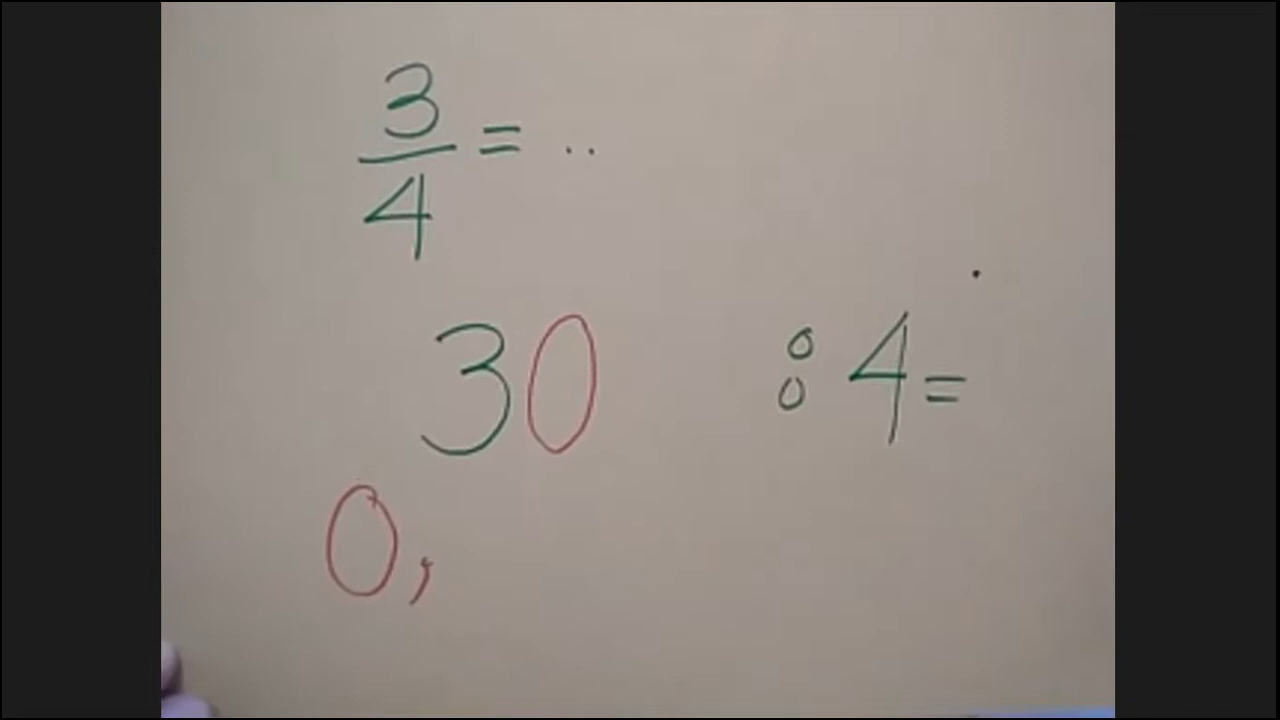 3/4 = ..
30 : 4 =
0,